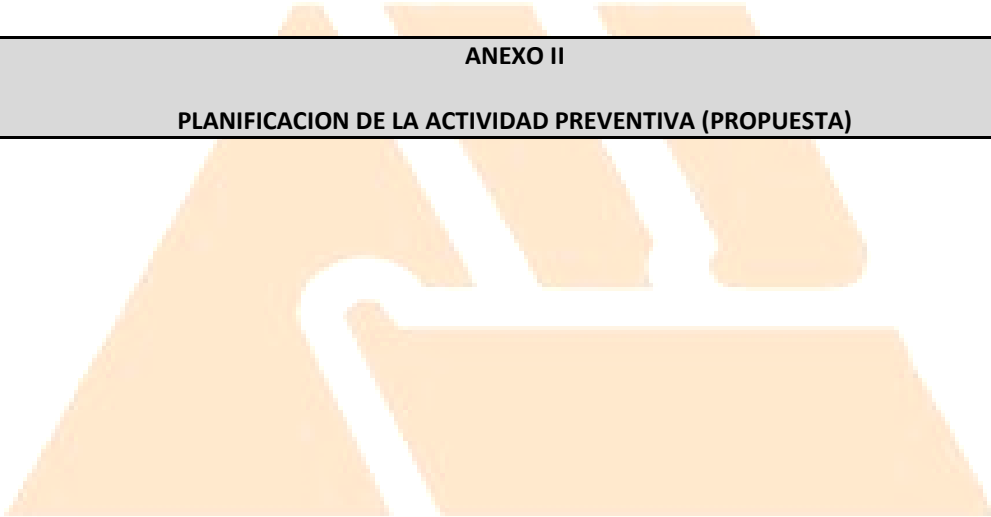 ANEXO II
PLANIFICACION DE LA ACTIVIDAD PREVENTIVA (PROPUESTA)